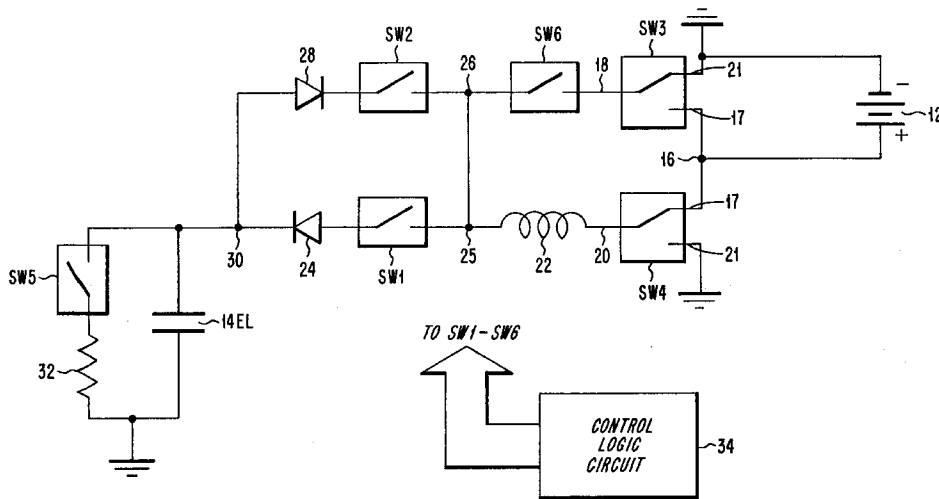 SW2 SW6 SW3
28 26 18 21
- 12 +
17
16
17
30 24 SW1 25 22 20 21
SW4
SW5 14EL
32
TO SW1-SW6
CONTROL
LOGIC
CIRCUIT
34